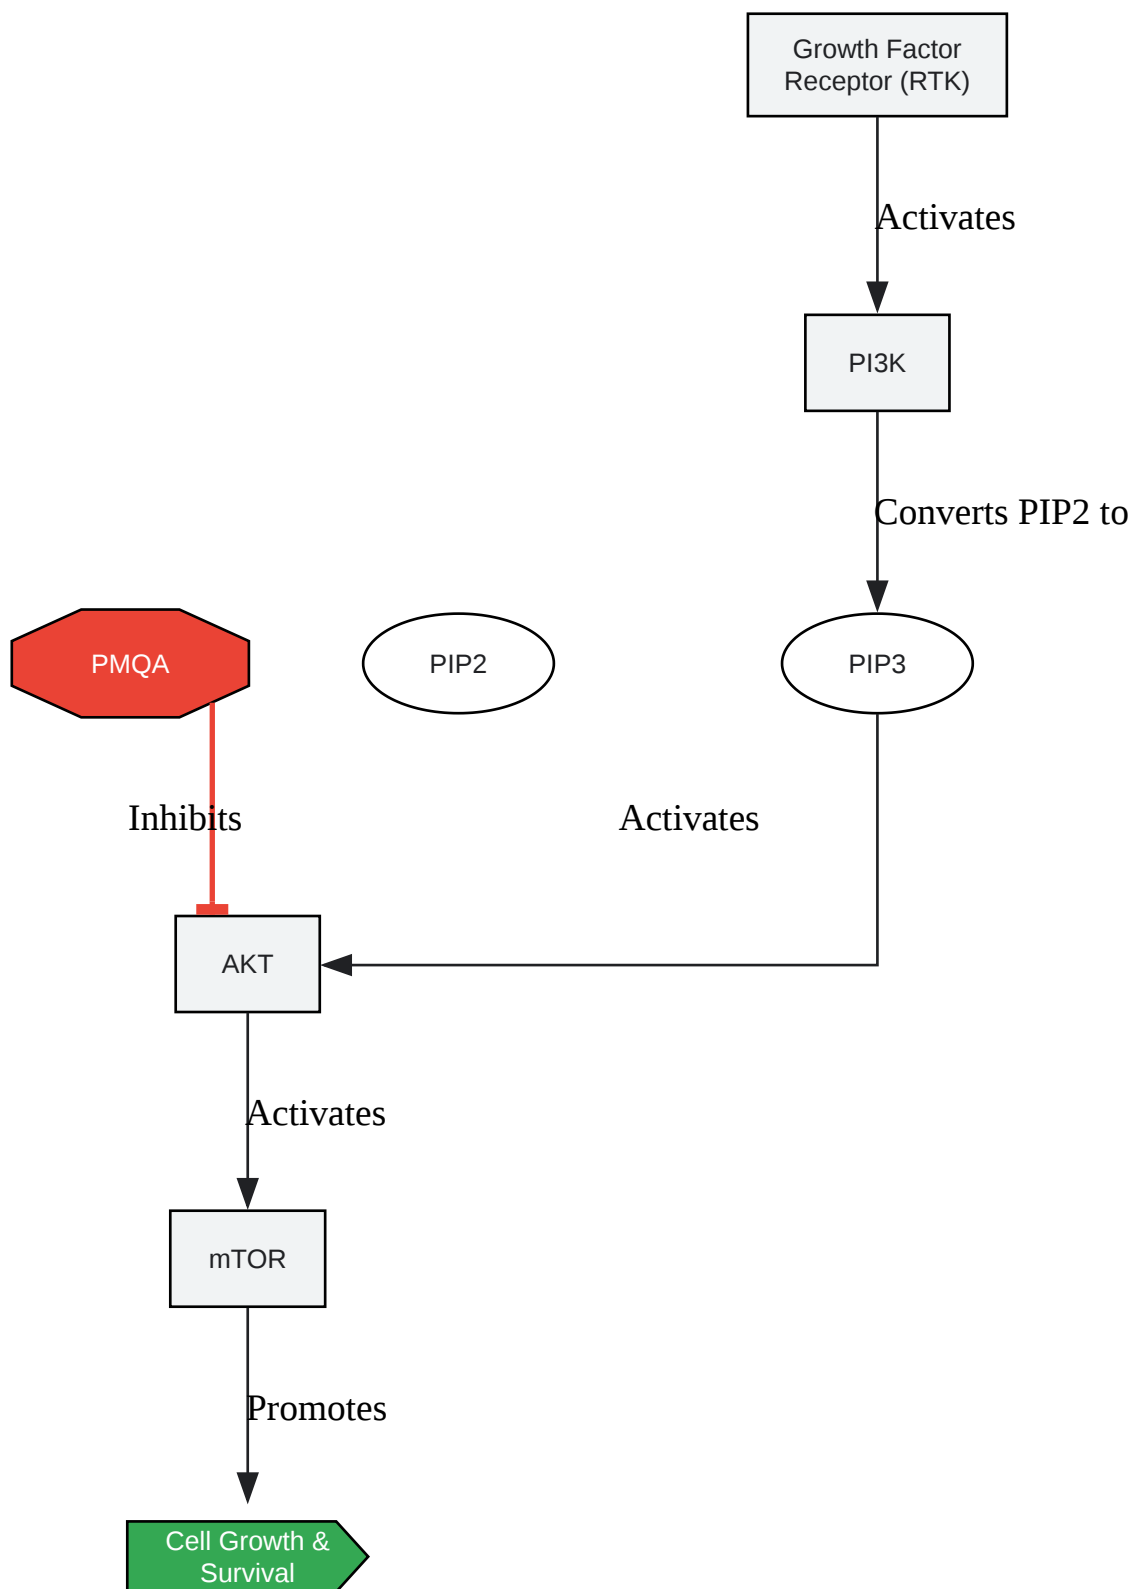 Growth Factor
Receptor (RTK)
Activates
PI3K
Converts PIP2 to
PMQA
PIP2
PIP3
Inhibits
Activates
AKT
Activates
mTOR
Promotes
Cell Growth &
Survival